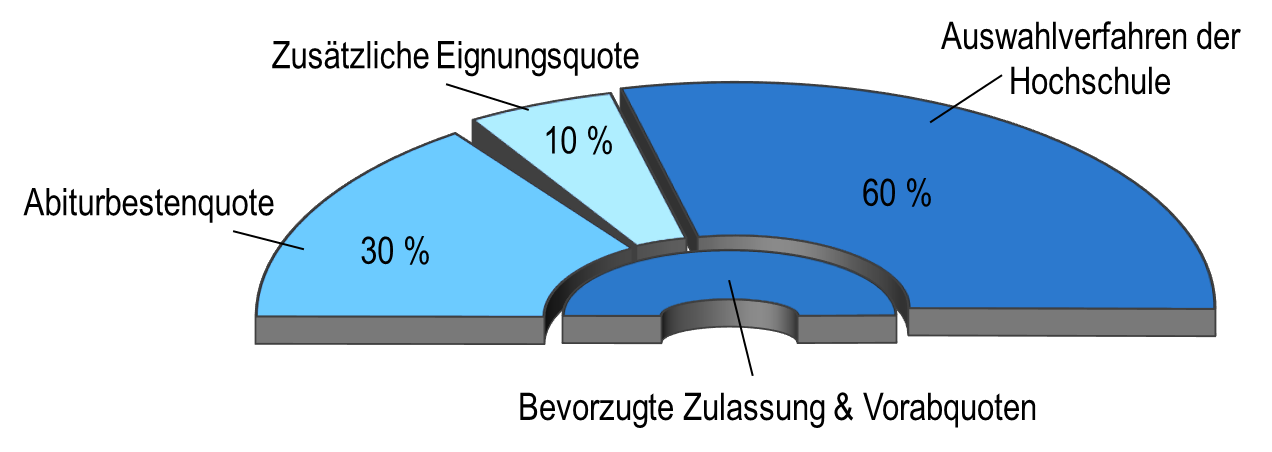 Auswahlverfahren der
Hochschule
Zusätzliche Eignungsquote
10 %
60 %
Abiturbestenquote
30 %
Bevorzugte Zulassung & Vorabquoten